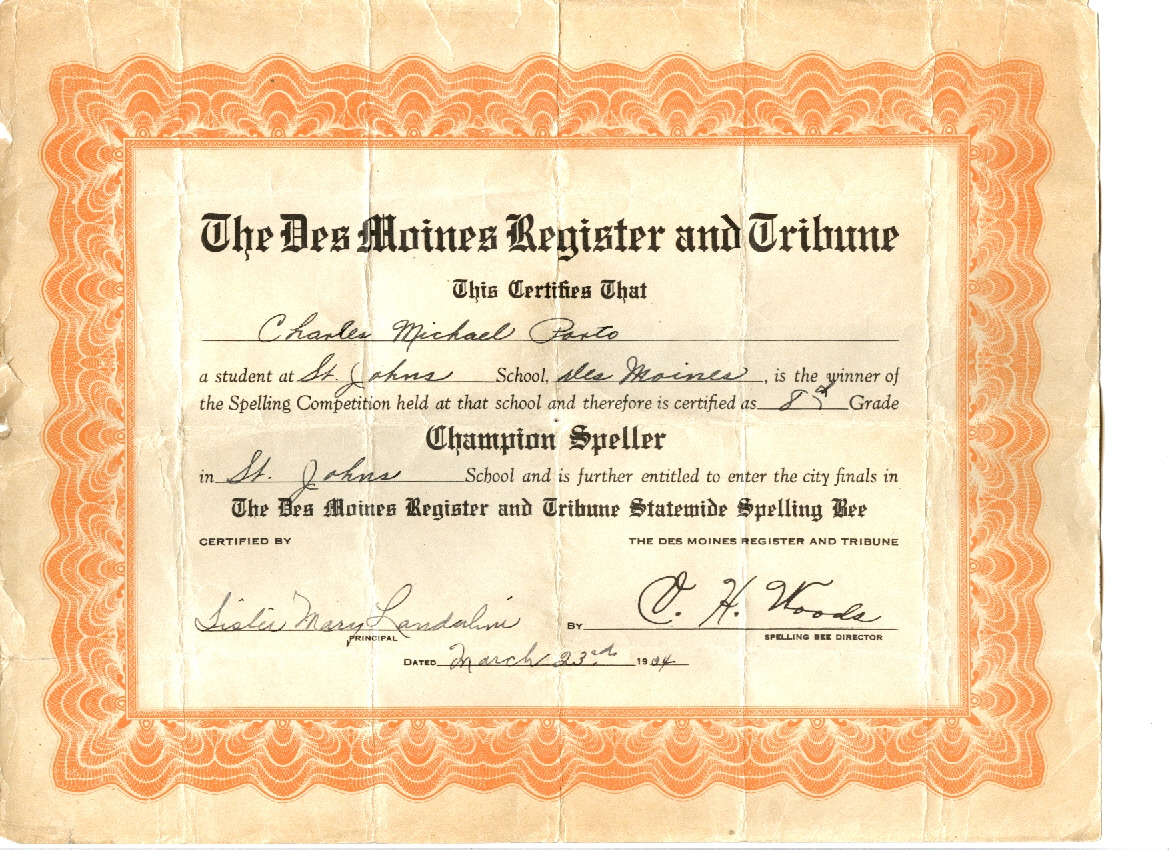 The Des Moines Register and Tribune
This Certifies That
Charles Michael Porto
a student at St. Johns School, Des Moines, is the winner of
the Spelling Competition held at that school and therefore is certified as 8th Grade
Champion Speller
in St. Johns School and is further entitled to enter the city finals in
The Des Moines Register and Tribune Statewide Spelling Bee
CERTIFIED BY THE DES MOINES REGISTER AND TRIBUNE
Sister Mary BY O. H. Woods
PRINCIPAL SPELLING BEE DIRECTOR
DATED March 23rd 19